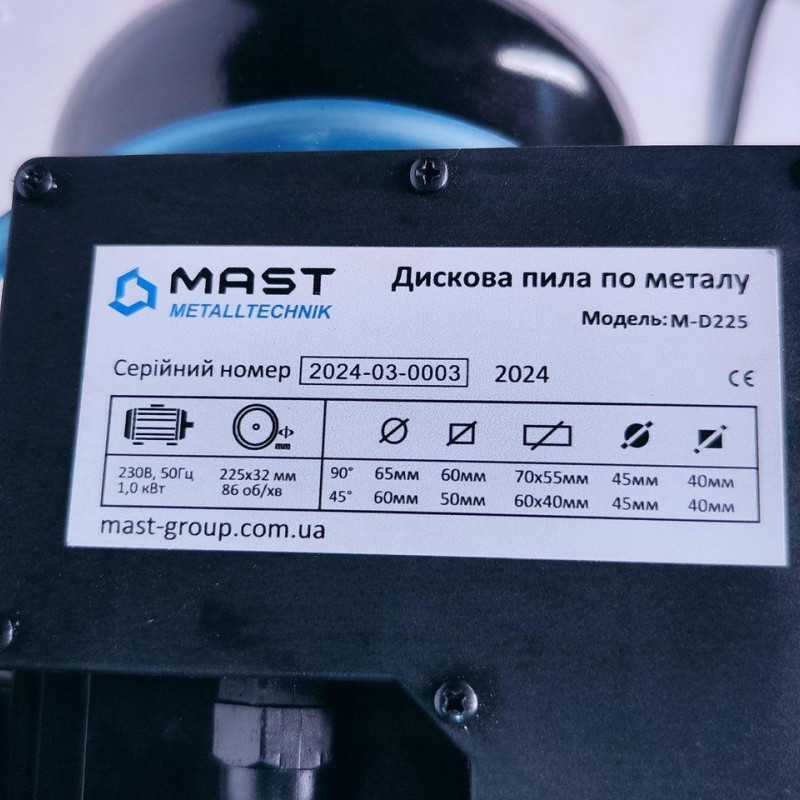 MAST
METALLTECHNIK
Дискова пила по металу
Модель: M-D225
Серійний номер 2024-03-0003 2024
CE
Ф
mm
230В, 50Гц 225x32 мм 90° 65мм 60мм 70x55мм 45мм 40мм
1,0 кВт 86 об/хв 45° 60мм 50мм 60x40мм 45мм 40мм
mast-group.com.ua